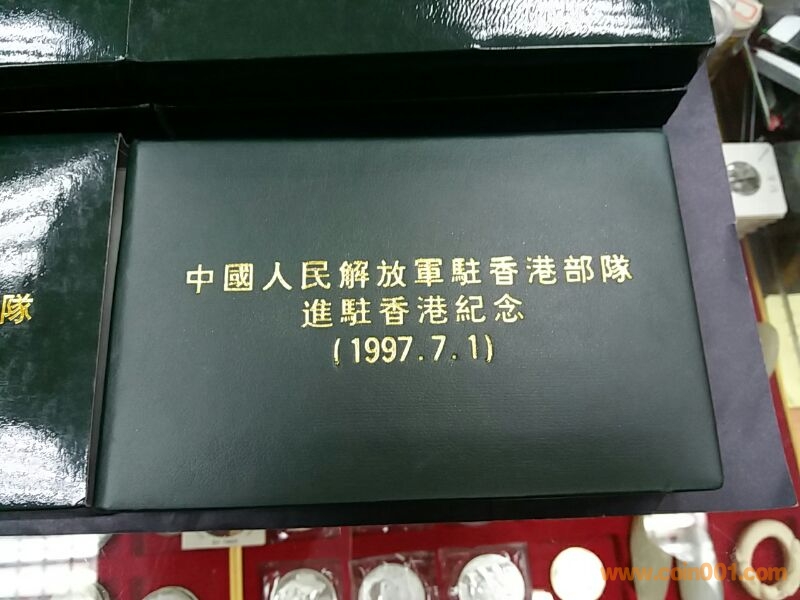 中國人民解放軍駐香港部隊
進駐香港紀念
(1997.7.1)
隊
www.coin001.com